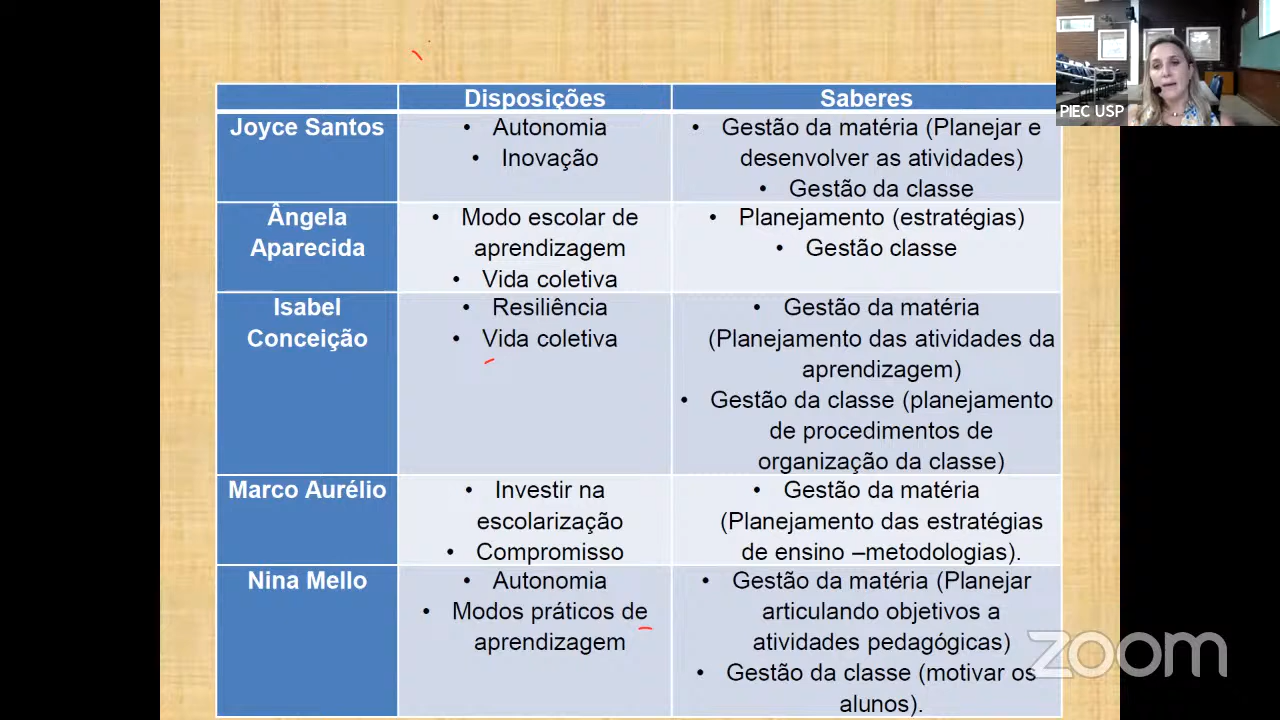 PIEC USP
Disposições
Saberes
Joyce Santos
• Autonomia
• Inovação
• Gestão da matéria (Planejar e
desenvolver as atividades)
• Gestão da classe
Ângela
Aparecida
• Modo escolar de
aprendizagem
• Vida coletiva
• Planejamento (estratégias)
• Gestão classe
Isabel
Conceição
• Resiliência
• Vida coletiva
• Gestão da matéria
(Planejamento das atividades da
aprendizagem)
• Gestão da classe (planejamento
de procedimentos de
organização da classe)
Marco Aurélio
• Investir na
escolarização
• Compromisso
• Gestão da matéria
(Planejamento das estratégias
de ensino –metodologias).
Nina Mello
• Autonomia
• Modos práticos de
aprendizagem
• Gestão da matéria (Planejar
articulando objetivos a
atividades pedagógicas)
• Gestão da classe (motivar os
alunos).
zoom